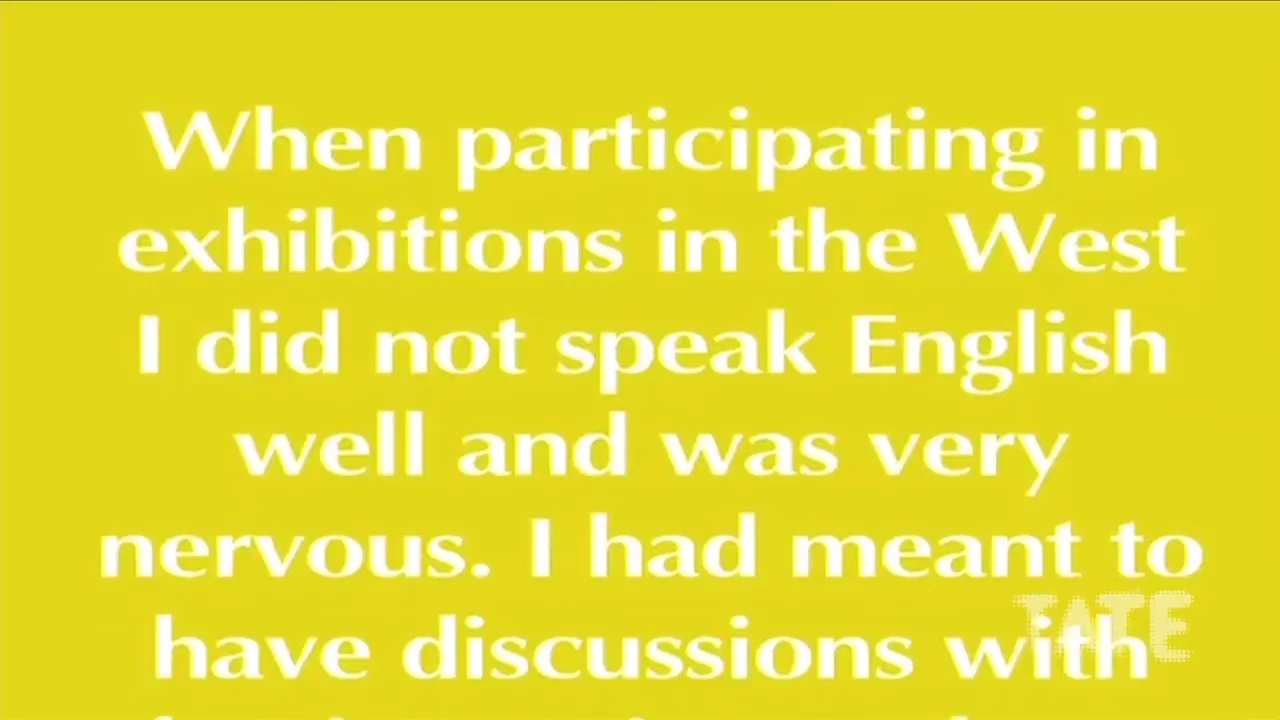 When participating in
exhibitions in the West
I did not speak English
well and was very
nervous. I had meant to
have discussions with
TATE